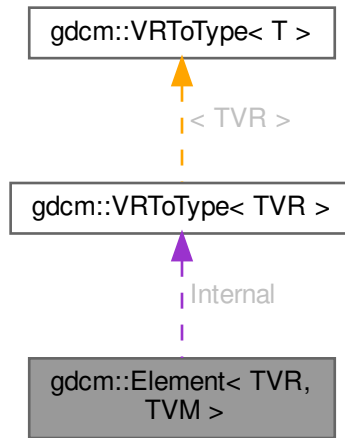 gdcm::VRToType< T >
< TVR >
gdcm::VRToType< TVR >
Internal
gdcm::Element< TVR,
TVM >